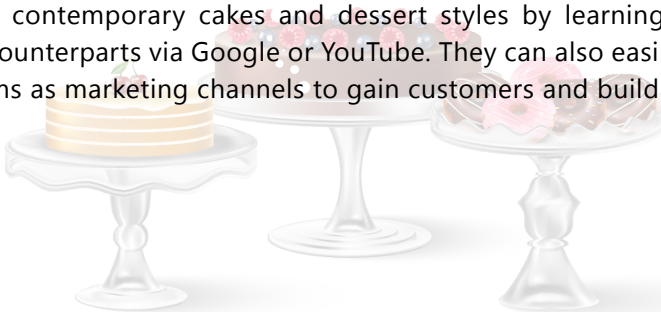 contemporary cakes and dessert styles by learning
ounterparts via Google or YouTube. They can also easi
as marketing channels to gain customers and build